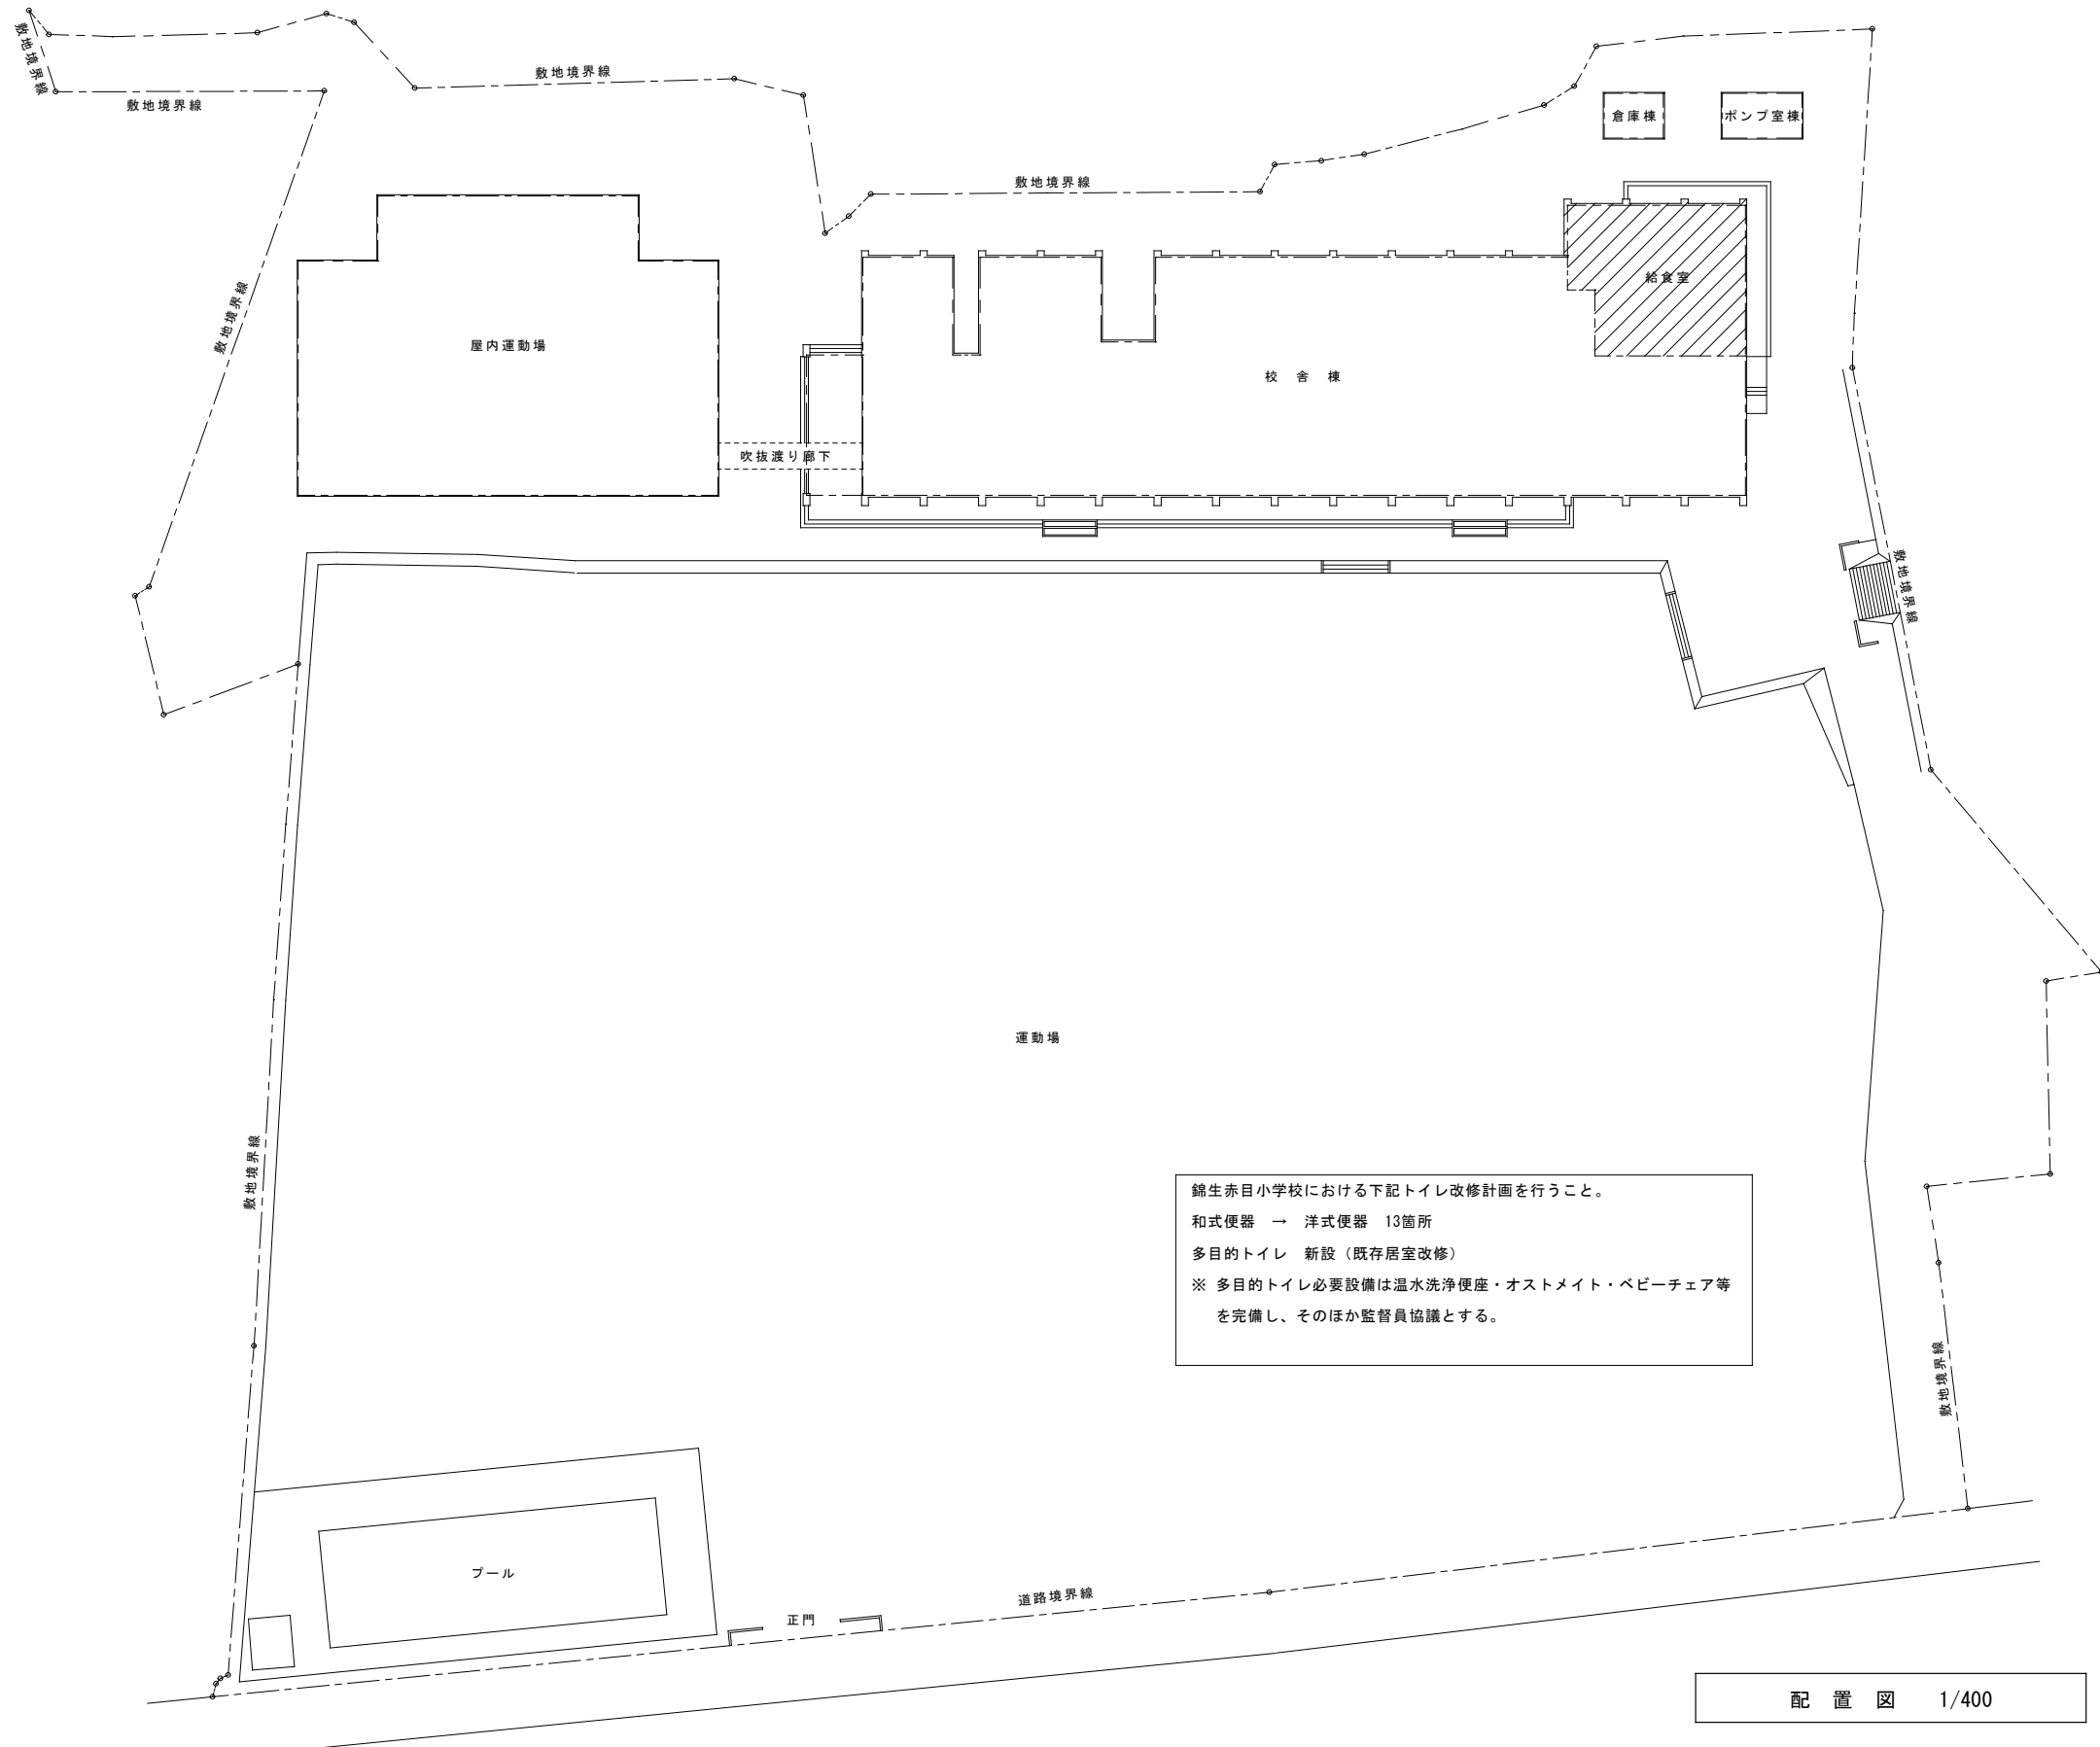 敷地境界線
敷地境界線
敷地境界線
敷地境界線
倉庫棟
ポンプ室棟
敷地境界線
給食室
屋内運動場
校 舎 棟
吹抜渡り廊下
敷地境界線
運動場
敷地境界線
錦生赤目小学校における下記トイレ改修計画を行うこと。
和式便器 → 洋式便器 13箇所
多目的トイレ 新設(既存居室改修)
※ 多目的トイレ必要設備は温水洗浄便座・オストメイト・ベビーチェア等
を完備し、そのほか監督員協議とする。
敷地境界線
プール
正門
道路境界線
配 置 図 1/400